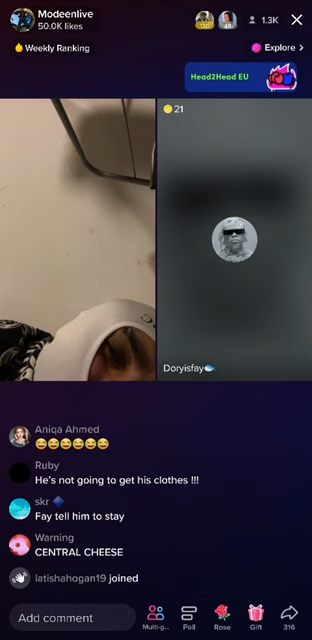 Modeenlive
50.0K likes
1.3K
Weekly Ranking
Explore >
Head2Head EU
21
Doryisfay
Aniqa Ahmed
😂😂😂😂😂😂
Ruby
He's not going to get his clothes !!!
skr
Fay tell him to stay
Warning
CENTRAL CHEESE
latishahogan19 joined
Add comment
Multi-g...
Poll
Rose
Gift
316